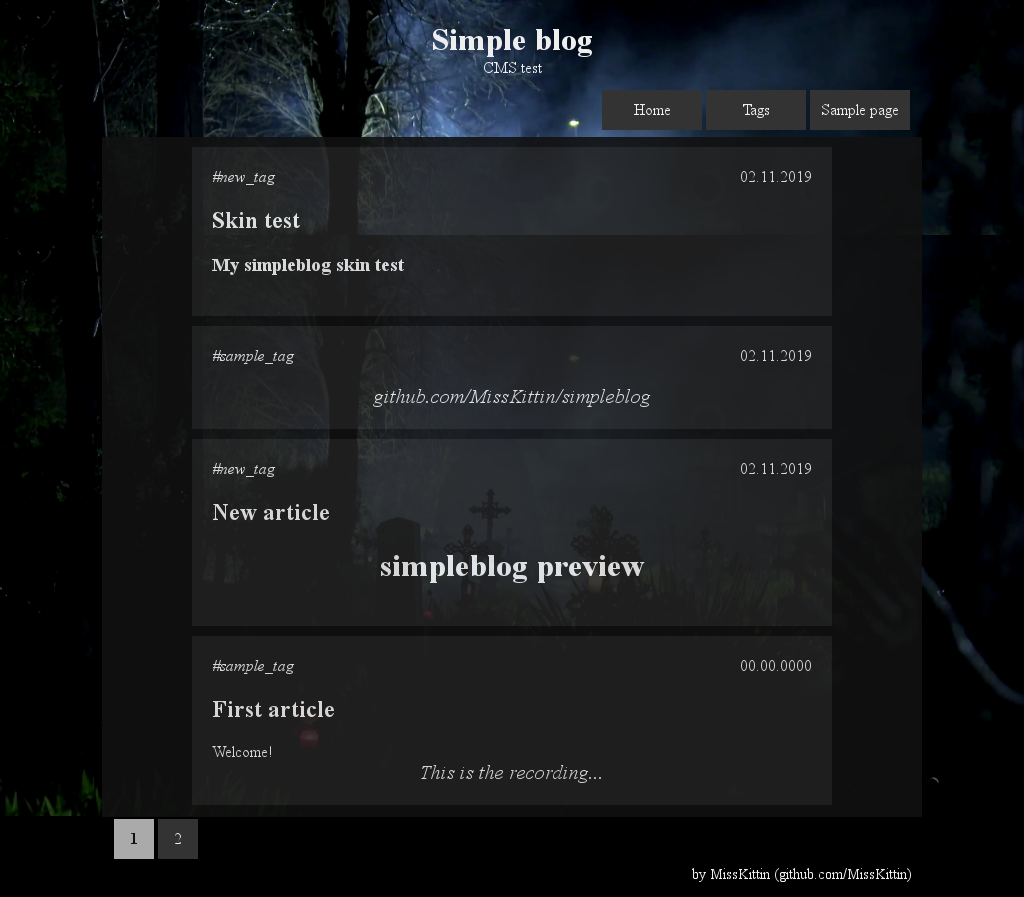 Simple blog
CMS test
Home Tags Sample page
#new_tag 02.11.2019
Skin test
My simpleblog skin test
#sample_tag 02.11.2019
github.com/MissKittin/simpleblog
#new_tag 02.11.2019
New article
simpleblog preview
#sample_tag 00.00.0000
First article
Welcome!
This is the recording...
1 2
by MissKittin (github.com/MissKittin)